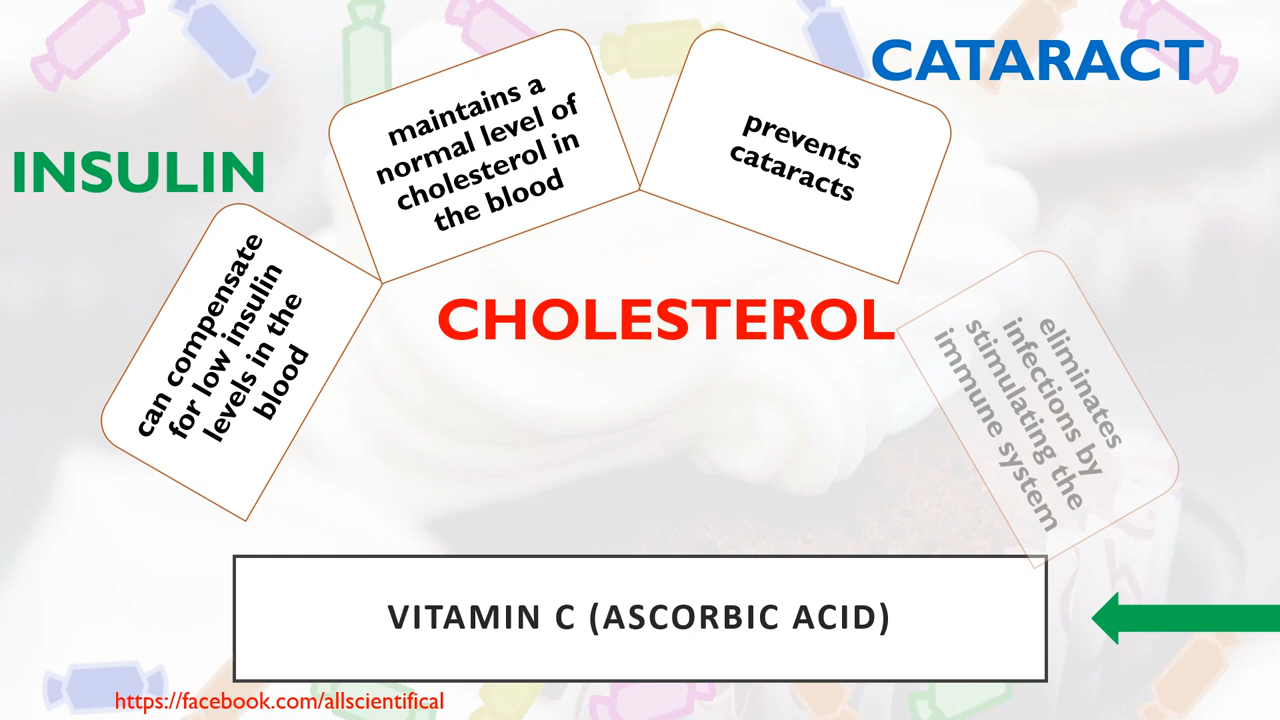 CATARACT
INSULIN
can compensate
for low insulin
levels in the
blood
maintains a
normal level of
cholesterol in
the blood
prevents
cataracts
eliminates
infections by
stimulating the
immune system
CHOLESTEROL
VITAMIN C (ASCORBIC ACID)
https://facebook.com/allscientifical